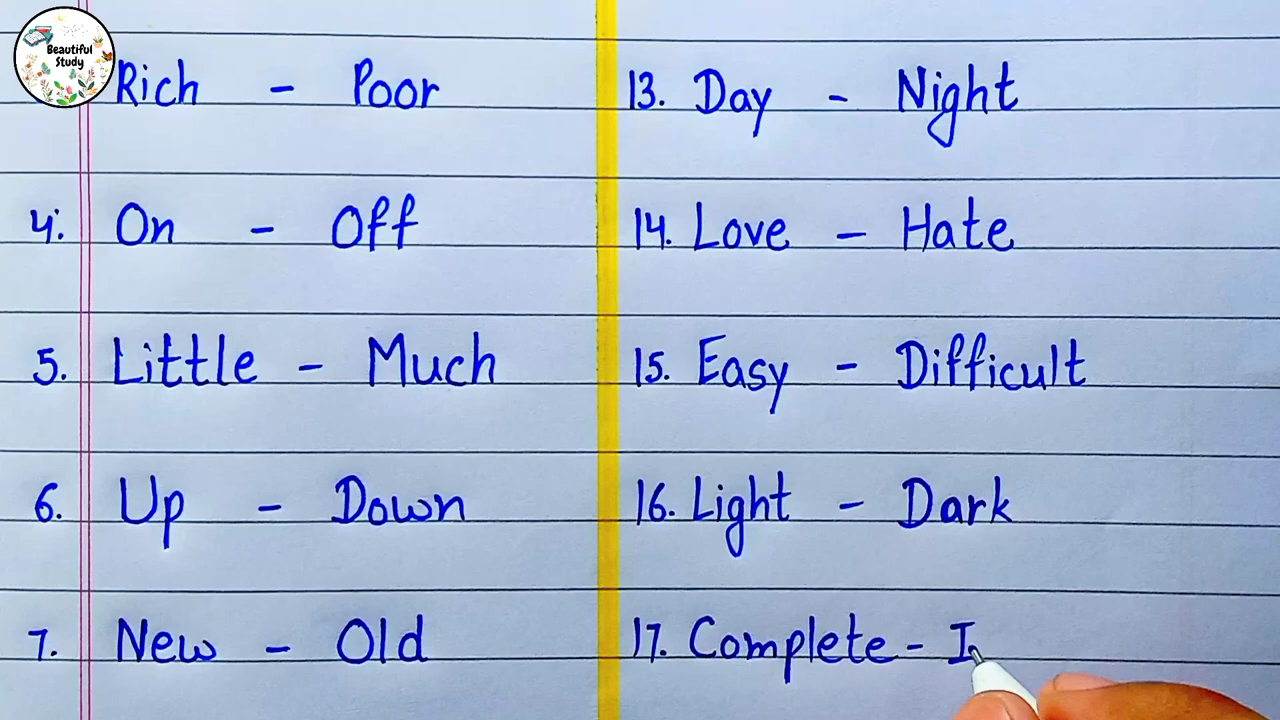 Beautiful
Study
Rich - Poor
4. On - Off
5. Little - Much
6. Up - Down
7. New - Old
13. Day - Night
14. Love - Hate
15. Easy - Difficult
16. Light - Dark
17. Complete - I